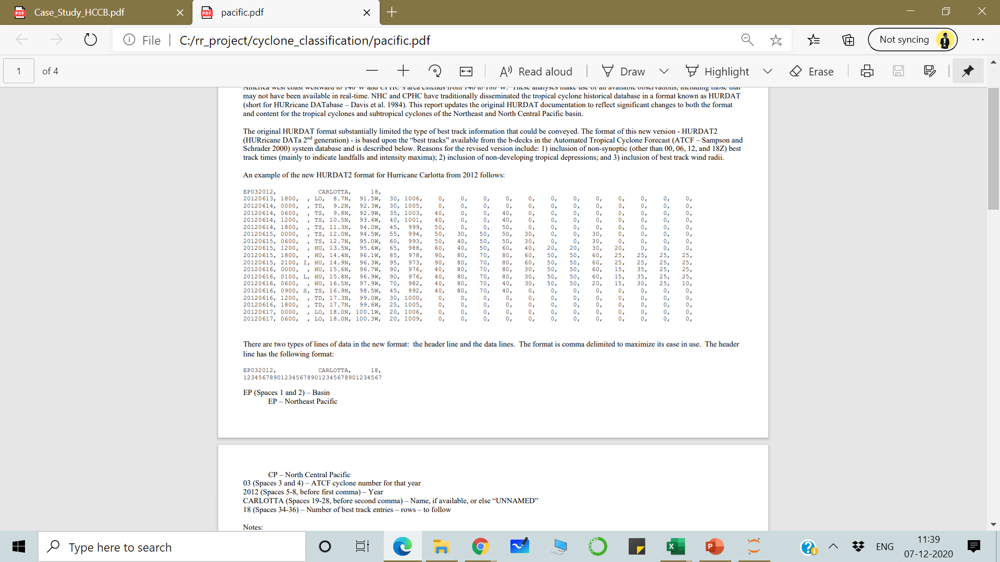 Case_Study_HCCB.pdf
pacific.pdf
File
C:/rr_project/cyclone_classification/pacific.pdf
Not syncing
1 of 4
Read aloud
Draw
Highlight
Erase
America west coast westward to 140°W and CPHC's area extends from 140 to 180°W. These analyses make use of all available observations, including those that
may not have been available in real-time. NHC and CPHC have traditionally disseminated the tropical cyclone historical database in a format known as HURDAT
(short for HURricane DATabase – Davis et al. 1984). This report updates the original HURDAT documentation to reflect significant changes to both the format
and content for the tropical cyclones and subtropical cyclones of the Northeast and North Central Pacific basin.
The original HURDAT format substantially limited the type of best track information that could be conveyed. The format of this new version - HURDAT2
(HURricane DATa 2nd generation) - is based upon the “best tracks” available from the b-decks in the Automated Tropical Cyclone Forecast (ATCF – Sampson and
Schrader 2000) system database and is described below. Reasons for the revised version include: 1) inclusion of non-synoptic (other than 00, 06, 12, and 18Z) best
track times (mainly to indicate landfalls and intensity maxima); 2) inclusion of non-developing tropical depressions; and 3) inclusion of best track wind radii.
An example of the new HURDAT2 format for Hurricane Carlotta from 2012 follows:
EP032012, CARLOTTA, 18,
20120613, 1800, , LO, 8.7N, 91.5W, 30, 1006, 0, 0, 0, 0, 0, 0, 0, 0, 0, 0, 0, 0,
20120614, 0000, , TD, 9.2N, 92.3W, 30, 1005, 0, 0, 0, 0, 0, 0, 0, 0, 0, 0, 0, 0,
20120614, 0600, , TS, 9.8N, 92.9W, 35, 1003, 40, 0, 0, 40, 0, 0, 0, 0, 0, 0, 0, 0,
20120614, 1200, , TS, 10.5N, 93.4W, 40, 1001, 40, 0, 0, 40, 0, 0, 0, 0, 0, 0, 0, 0,
20120614, 1800, , TS, 11.3N, 94.0W, 45, 999, 50, 0, 0, 50, 0, 0, 0, 0, 0, 0, 0, 0,
20120615, 0000, , TS, 12.0N, 94.5W, 55, 994, 50, 30, 50, 50, 30, 0, 0, 30, 0, 0, 0, 0,
20120615, 0600, , TS, 12.7N, 95.0W, 60, 993, 50, 40, 50, 50, 30, 0, 0, 30, 0, 0, 0, 0,
20120615, 1200, , HU, 13.5N, 95.6W, 65, 988, 60, 40, 50, 60, 40, 20, 20, 30, 20, 0, 0, 0,
20120615, 1800, , HU, 14.4N, 96.1W, 85, 978, 90, 80, 70, 80, 60, 50, 50, 60, 25, 25, 25, 25,
20120615, 2100, I, HU, 14.9N, 96.3W, 95, 973, 90, 80, 70, 80, 60, 50, 50, 60, 25, 25, 25, 25,
20120616, 0000, , HU, 15.6N, 96.7W, 90, 976, 40, 80, 70, 80, 30, 50, 50, 60, 15, 35, 25, 25,
20120616, 0100, L, HU, 15.8N, 96.9W, 90, 976, 40, 80, 70, 80, 30, 50, 50, 60, 15, 35, 25, 25,
20120616, 0600, , HU, 16.5N, 97.9W, 70, 982, 40, 80, 70, 40, 30, 50, 50, 20, 15, 30, 25, 10,
20120616, 0900, S, TS, 16.9N, 98.5W, 45, 992, 40, 80, 70, 40, 0, 0, 0, 0, 0, 0, 0, 0,
20120616, 1200, , TD, 17.3N, 99.0W, 30, 1000, 0, 0, 0, 0, 0, 0, 0, 0, 0, 0, 0, 0,
20120616, 1800, , TD, 17.7N, 99.6W, 25, 1005, 0, 0, 0, 0, 0, 0, 0, 0, 0, 0, 0, 0,
20120617, 0000, , LO, 18.0N, 100.1W, 20, 1006, 0, 0, 0, 0, 0, 0, 0, 0, 0, 0, 0, 0,
20120617, 0600, , LO, 18.0N, 100.3W, 20, 1009, 0, 0, 0, 0, 0, 0, 0, 0, 0, 0, 0, 0,
There are two types of lines of data in the new format: the header line and the data lines. The format is comma delimited to maximize its ease in use. The header
line has the following format:
EP032012, CARLOTTA, 18,
1234567890123456789012345678901234567
EP (Spaces 1 and 2) – Basin
EP – Northeast Pacific
CP – North Central Pacific
03 (Spaces 3 and 4) – ATCF cyclone number for that year
2012 (Spaces 5-8, before first comma) – Year
CARLOTTA (Spaces 19-28, before second comma) – Name, if available, or else “UNNAMED”
18 (Spaces 34-36) – Number of best track entries – rows – to follow
Notes:
Type here to search
ENG
11:39
07-12-2020